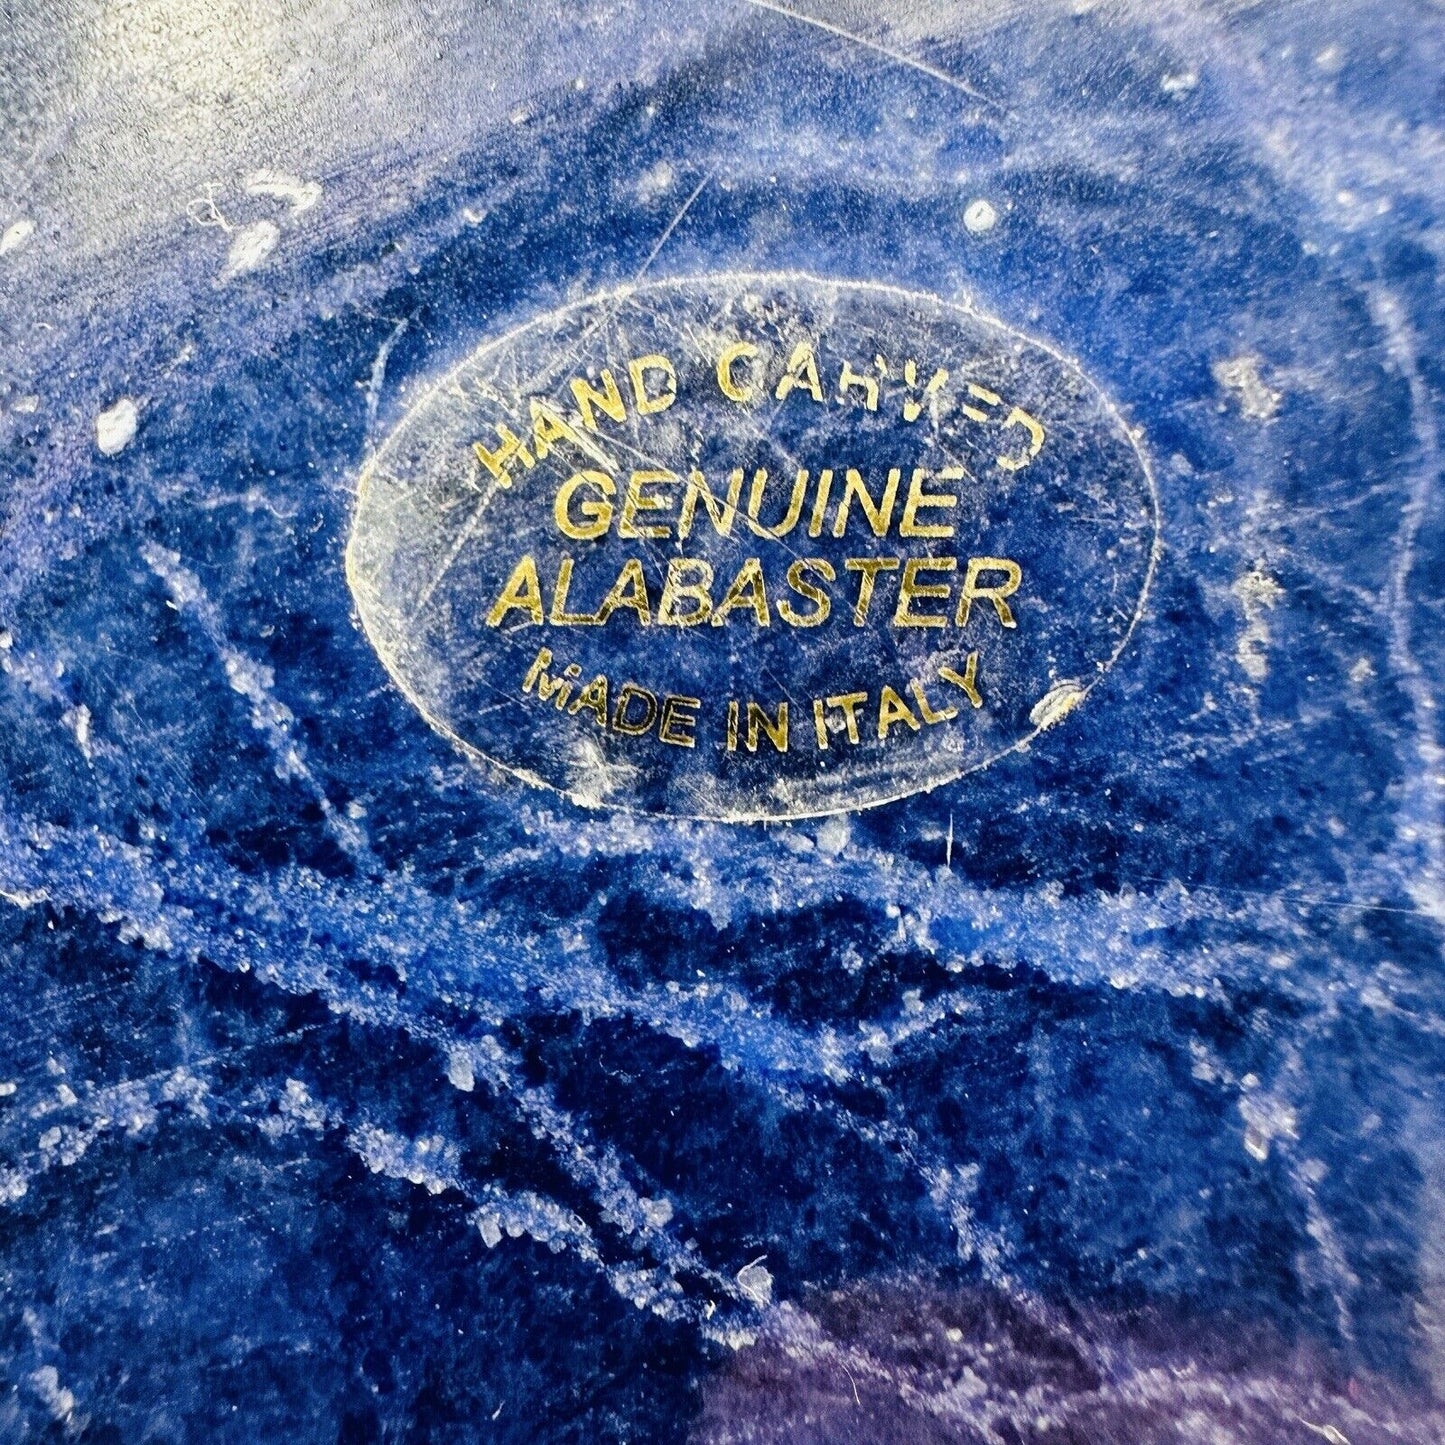 HAND CARVED
GENUINE
ALABASTER
MADE IN ITALY